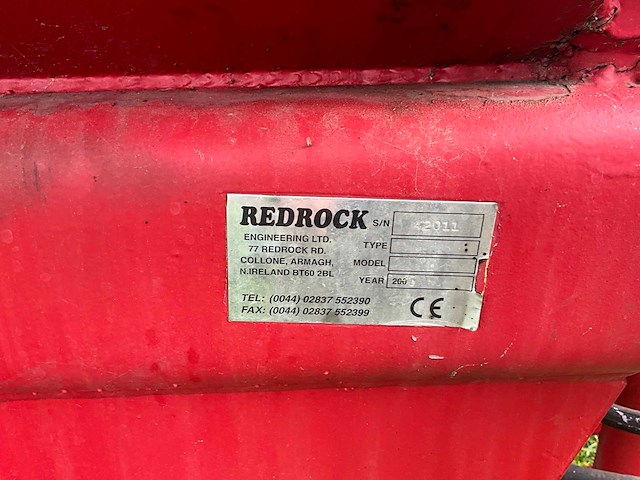 REDROCK S/N 42011
ENGINEERING LTD.
77 REDROCK RD. TYPE
COLLONE, ARMAGH, MODEL
N.IRELAND BT60 2BL
YEAR 200
TEL: (0044) 02837 552390
FAX: (0044) 02837 552399
CE